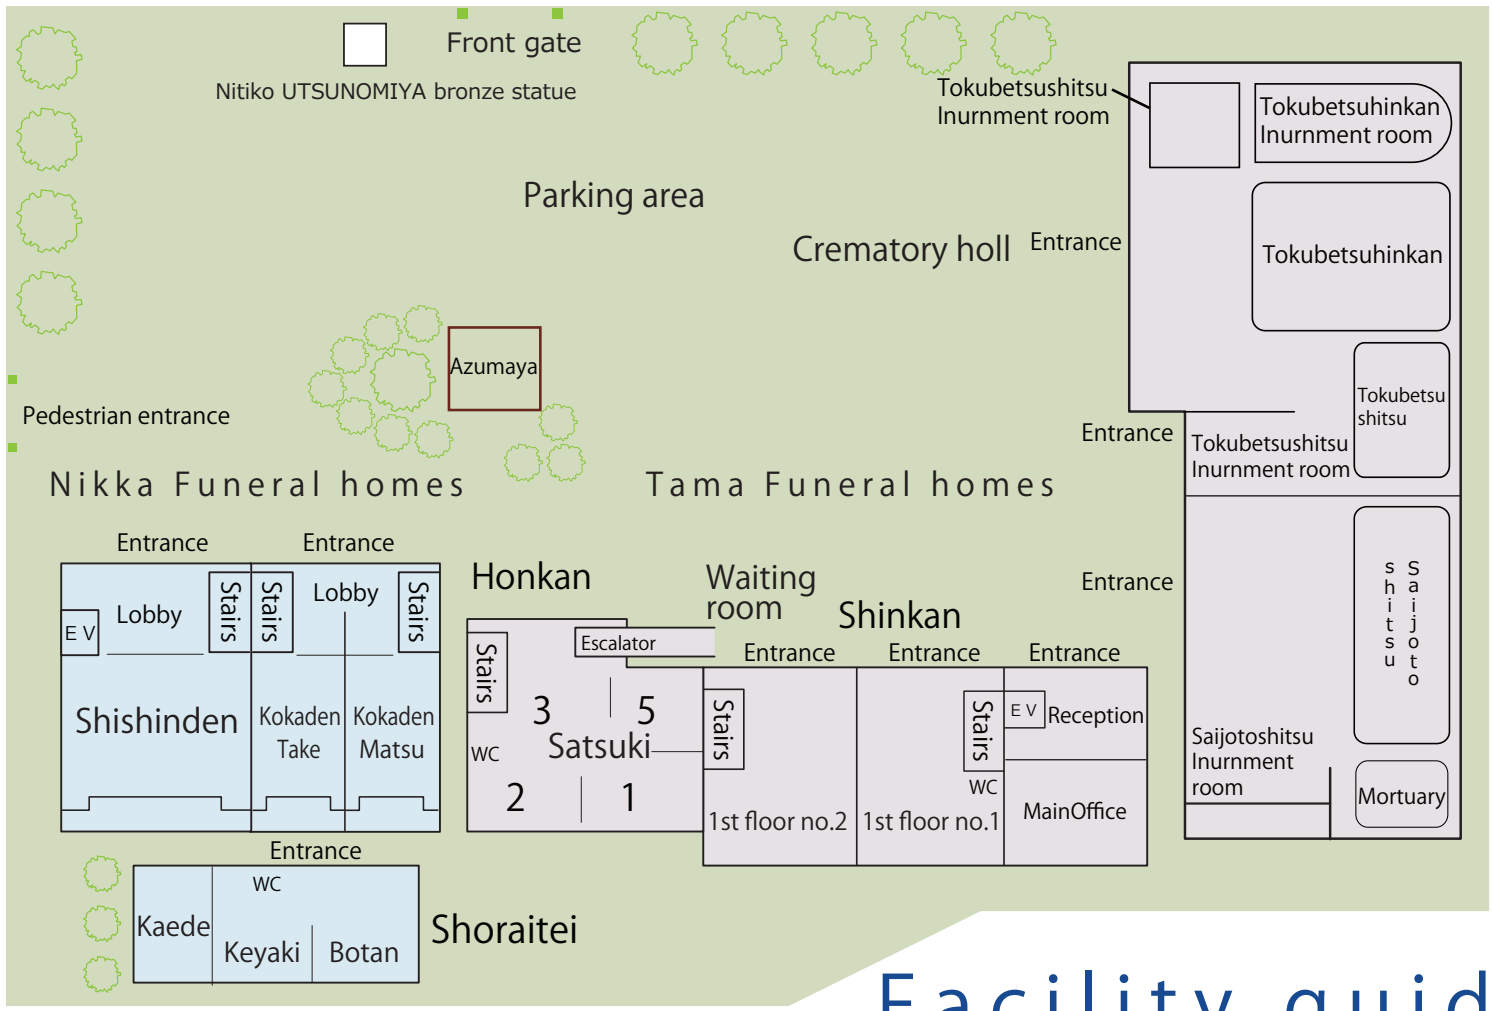 Front gate
Nitiko UTSUNOMIYA bronze statue
Tokubetsushitsu
Inurnment room
Tokubetsuhinkan
Inurnment room
Parking area
Crematory holl
Entrance
Tokubetsuhinkan
Azumaya
Pedestrian entrance
Tokubetsu
shitsu
Entrance
Tokubetsushitsu
Inurnment room
Nikka Funeral homes
Tama Funeral homes
Entrance
Entrance
Lobby
EV
Stairs
Stairs
Lobby
Stairs
Shishinden
Kokaden
Take
Kokaden
Matsu
Honkan
Waiting
room
Shinkan
Escalator
Stairs
3
5
WC
Satsuki
2
1
Entrance
Entrance
Entrance
Stairs
Stairs
EV
Reception
WC
1st floor no.2
1st floor no.1
MainOffice
Entrance
Saijoto
shitsu
Saijotoshitsu
Inurnment
room
Mortuary
Entrance
WC
Kaede
Keyaki
Botan
Shoraitei
Facility guid